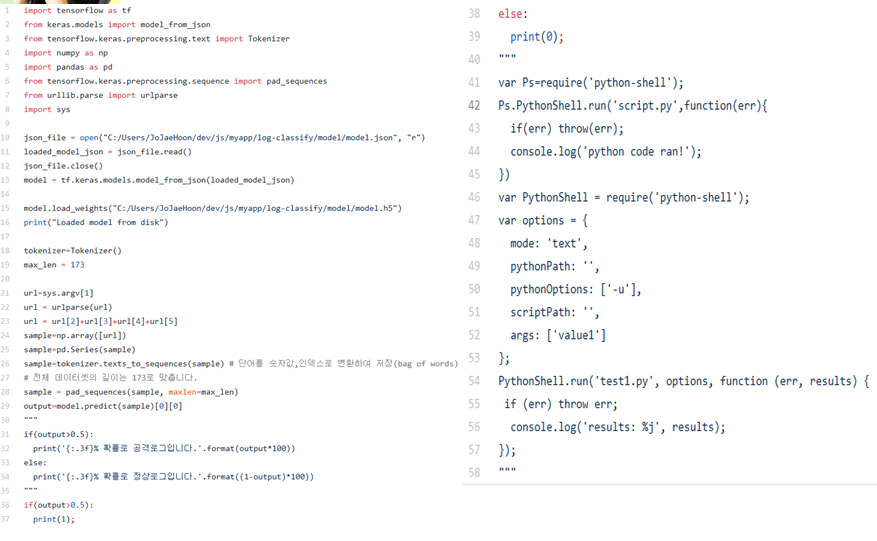 1 import tensorflow as tf
2 from keras.models import model_from_json
3 from tensorflow.keras.preprocessing.text import Tokenizer
4 import numpy as np
5 import pandas as pd
6 from tensorflow.keras.preprocessing.sequence import pad_sequences
7 from urllib.parse import urlparse
8 import sys
9
10 json_file = open("C:/Users/JoJaeHoon/dev/js/myapp/log-classify/model/model.json", "r")
11 loaded_model_json = json_file.read()
12 json_file.close()
13 model = tf.keras.models.model_from_json(loaded_model_json)
14
15 model.load_weights("C:/Users/JoJaeHoon/dev/js/myapp/log-classify/model/model.h5")
16 print("Loaded model from disk")
17
18 tokenizer=Tokenizer()
19 max_len = 173
20
21 url=sys.argv[1]
22 url = urlparse(url)
23 url = url[2]+url[3]+url[4]+url[5]
24 sample=np.array([url])
25 sample=pd.Series(sample)
26 sample=tokenizer.texts_to_sequences(sample) # 단어를 숫자값,인덱스로 변환하여 저장(bag of words)
27 # 전체 데이터셋의 길이는 173로 맞춥니다.
28 sample = pad_sequences(sample, maxlen=max_len)
29 output=model.predict(sample)[0][0]
30 """
31 if(output>0.5):
32 print('{:.3f}% 확률로 공격로그입니다.'.format(output*100))
33 else:
34 print('{:.3f}% 확률로 정상로그입니다.'.format((1-output)*100))
35 """
36 if(output>0.5):
37 print(1);
38 else:
39 print(0);
40 """
41 var Ps=require('python-shell');
42 Ps.PythonShell.run('script.py',function(err){
43 if(err) throw(err);
44 console.log('python code ran!');
45 })
46 var PythonShell = require('python-shell');
47 var options = {
48 mode: 'text',
49 pythonPath: '',
50 pythonOptions: ['-u'],
51 scriptPath: '',
52 args: ['value1']
53 };
54 PythonShell.run('test1.py', options, function (err, results) {
55 if (err) throw err;
56 console.log('results: %j', results);
57 });
58 """